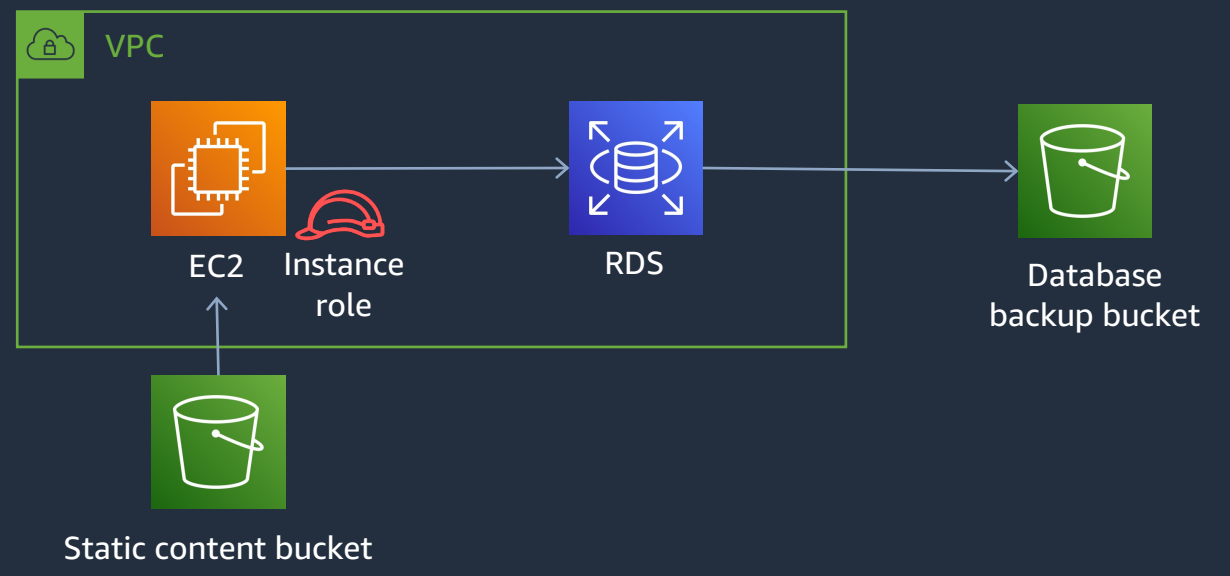 VPC
EC2
Instance
role
RDS
Database
backup bucket
Static content bucket